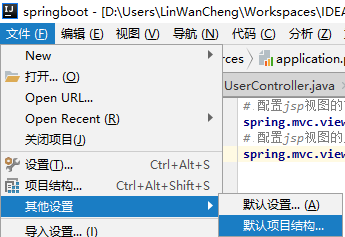 springboot - [D:\Users\LinWanCheng\Workspaces\IDEA
文件 (F) 编辑 (E) 视图 (V) 导航 (N) 代码 (C) 分析 (Z)
New
打开... (O)
Open URL...
Open Recent (R)
关闭项目(J)
设置(T)... Ctrl+Alt+S
项目结构... Ctrl+Alt+Shift+S
其他设置
导入设置... (I)
默认设置... (A)
默认项目结构...
rces application.p
UserController.java
# 配置jsp视图的
spring.mvc.view
# 配置jsp视图的
spring.mvc.view